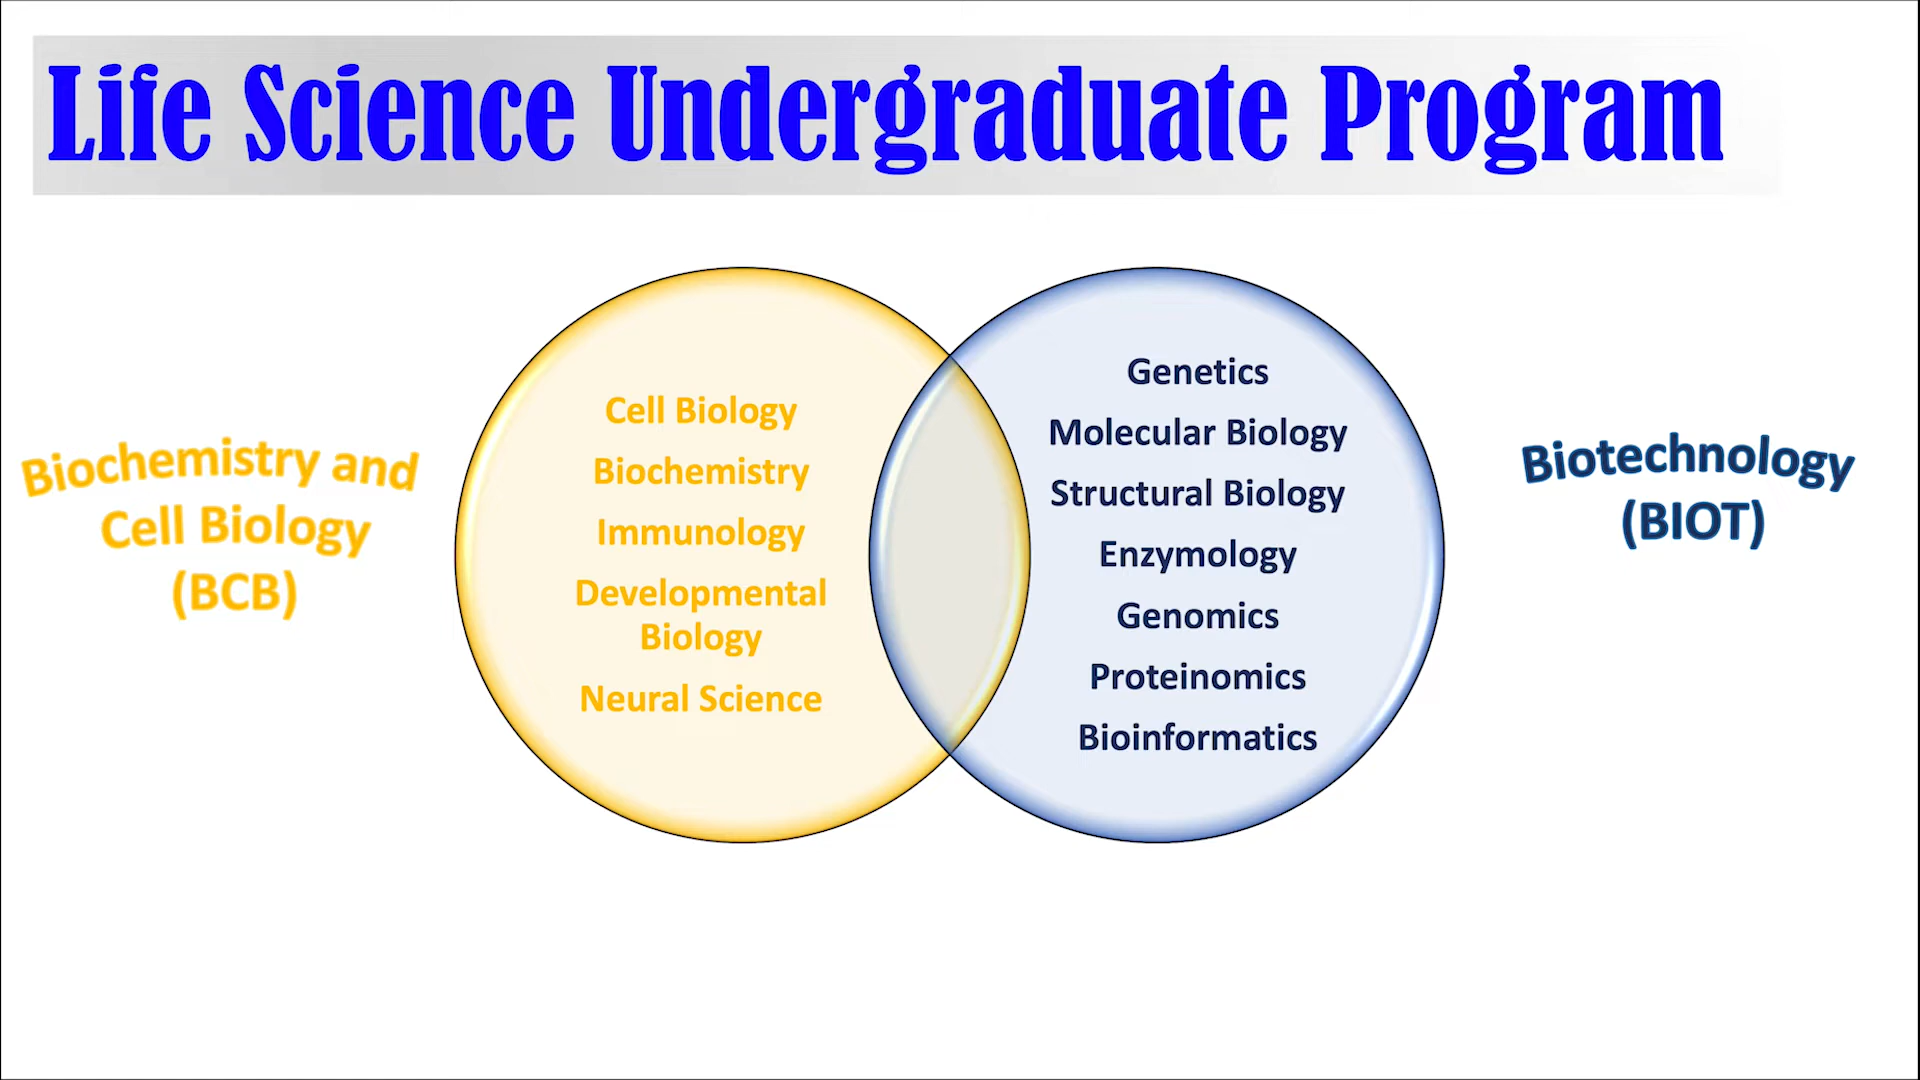 Life Science Undergraduate Program
Biochemistry and
Cell Biology
(BCB)
Cell Biology
Biochemistry
Immunology
Developmental
Biology
Neural Science
Genetics
Molecular Biology
Structural Biology
Enzymology
Genomics
Proteinomics
Bioinformatics
Biotechnology
(BIOT)